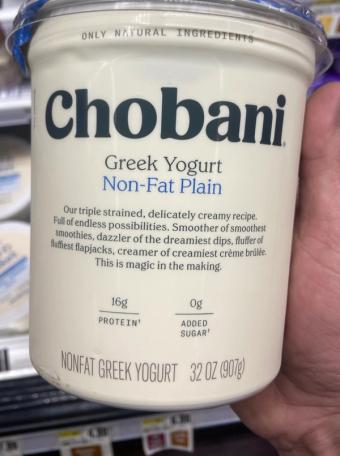 ONLY NATURAL INGREDIENTS
Chobani
Greek Yogurt
Non-Fat Plain
Our triple strained, delicately creamy recipe.
Full of endless possibilities. Smoother of smoothest
smoothies, dazzler of the dreamiest dips, fluffer of
fluffiest flapjacks, creamer of creamiest crème brûlée.
This is magic in the making.
16g 0g
PROTEIN† ADDED
SUGAR†
NONFAT GREEK YOGURT 32 OZ (907g)